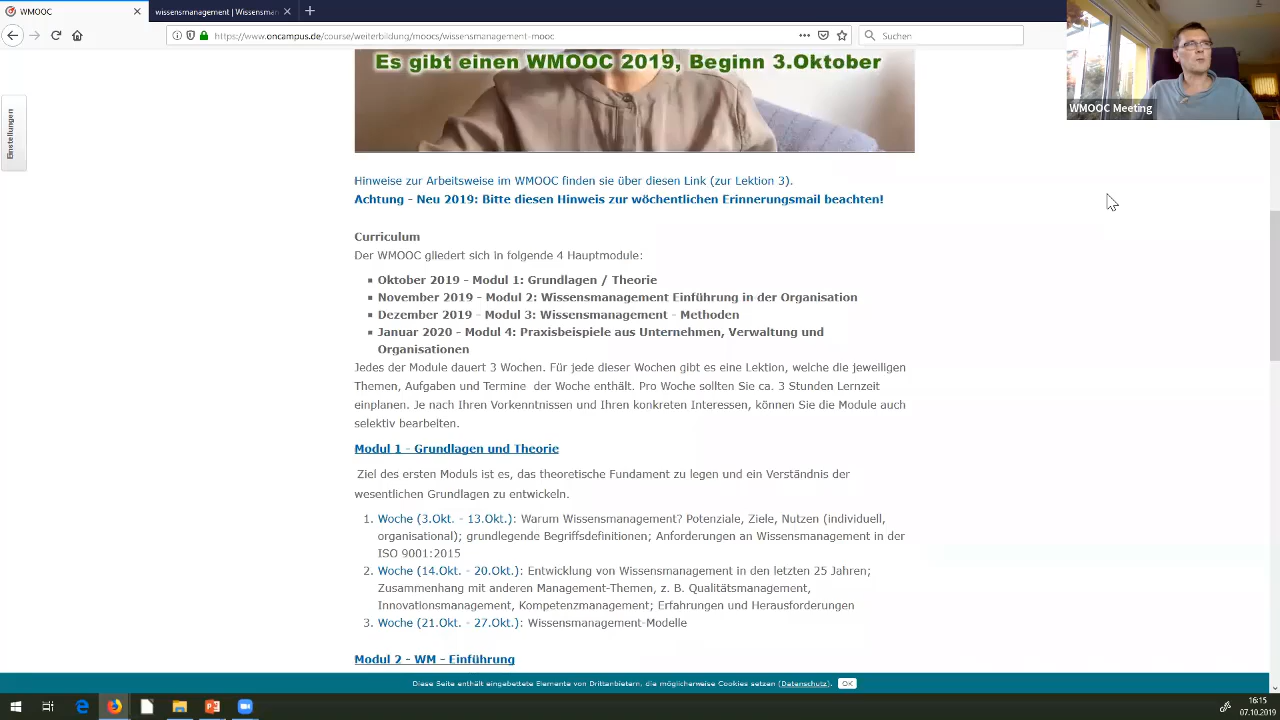 WMOOC
wissensmanagement | Wissensma
https://www.oncampus.de/course/weiterbildung/moocs/wissensmanagement-mooc
Suchen
WMOOC Meeting
Einstellungen
Es gibt einen WMOOC 2019, Beginn 3.Oktober
Hinweise zur Arbeitsweise im WMOOC finden sie über diesen Link (zur Lektion 3).
Achtung - Neu 2019: Bitte diesen Hinweis zur wöchentlichen Erinnerungsmail beachten!
Curriculum
Der WMOOC gliedert sich in folgende 4 Hauptmodule:
Oktober 2019 - Modul 1: Grundlagen / Theorie
November 2019 - Modul 2: Wissensmanagement Einführung in der Organisation
Dezember 2019 - Modul 3: Wissensmanagement - Methoden
Januar 2020 - Modul 4: Praxisbeispiele aus Unternehmen, Verwaltung und
Organisationen
Jedes der Module dauert 3 Wochen. Für jede dieser Wochen gibt es eine Lektion, welche die jeweiligen
Themen, Aufgaben und Termine der Woche enthält. Pro Woche sollten Sie ca. 3 Stunden Lernzeit
einplanen. Je nach Ihren Vorkenntnissen und Ihren konkreten Interessen, können Sie die Module auch
selektiv bearbeiten.
Modul 1 - Grundlagen und Theorie
Ziel des ersten Moduls ist es, das theoretische Fundament zu legen und ein Verständnis der
wesentlichen Grundlagen zu entwickeln.
1. Woche (3.Okt. - 13.Okt.): Warum Wissensmanagement? Potenziale, Ziele, Nutzen (individuell,
organisational); grundlegende Begriffsdefinitionen; Anforderungen an Wissensmanagement in der
ISO 9001:2015
2. Woche (14.Okt. - 20.Okt.): Entwicklung von Wissensmanagement in den letzten 25 Jahren;
Zusammenhang mit anderen Management-Themen, z. B. Qualitätsmanagement,
Innovationsmanagement, Kompetenzmanagement; Erfahrungen und Herausforderungen
3. Woche (21.Okt. - 27.Okt.): Wissensmanagement-Modelle
Modul 2 - WM - Einführung
Diese Seite enthält eingebettete Elemente von Drittanbietern, die möglicherweise Cookies setzen (Datenschutz). OK
16:15
07.10.2019